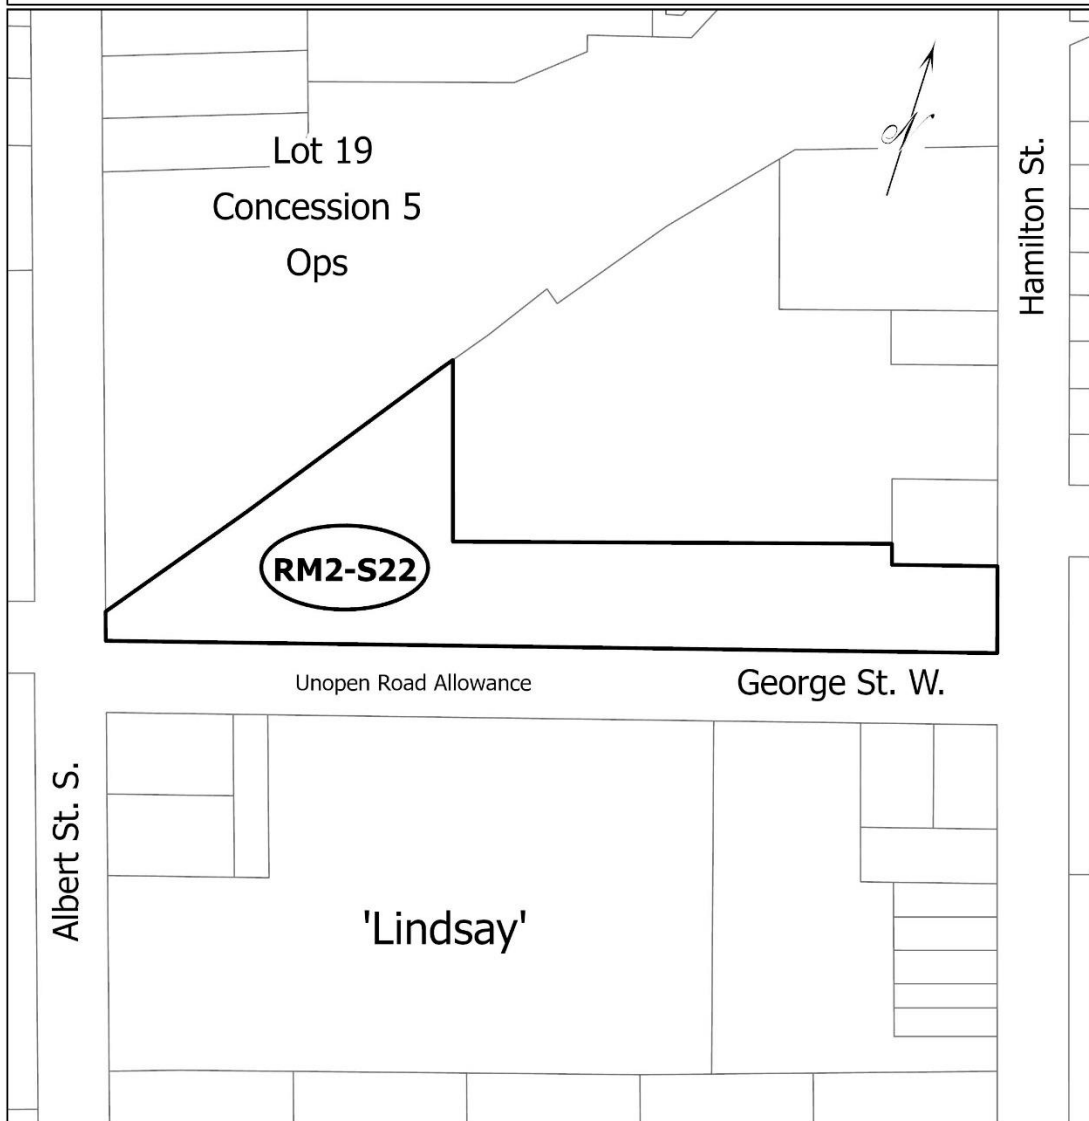 Lot 19
Concession 5
Ops
N
Hamilton St.
RM2-S22
Unopen Road Allowance
George St. W.
Albert St. S.
'Lindsay'